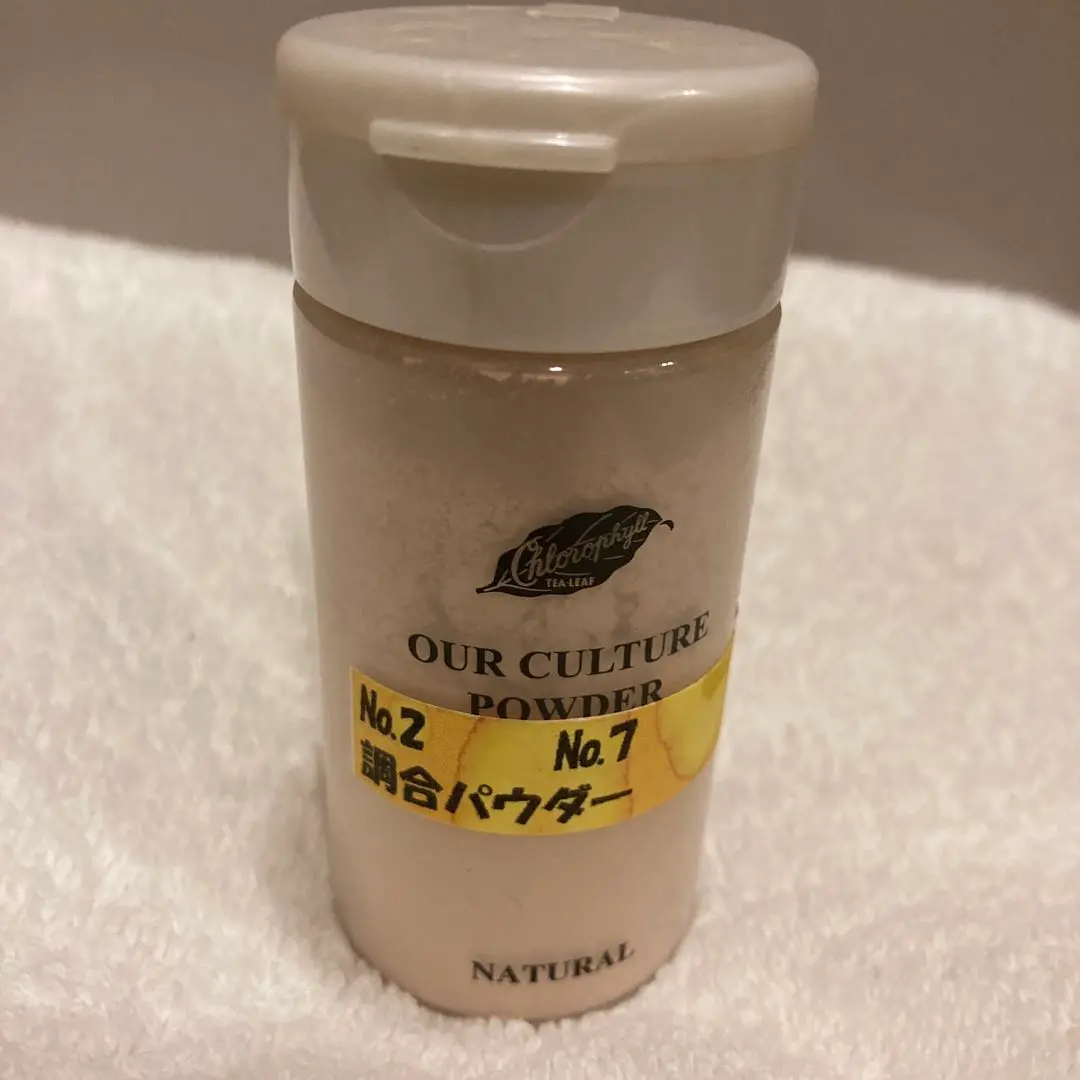 Chlorophyll
TEA-LEAF
OUR CULTURE
POWDER
No.2 No.7
調合パウダー
NATURAL